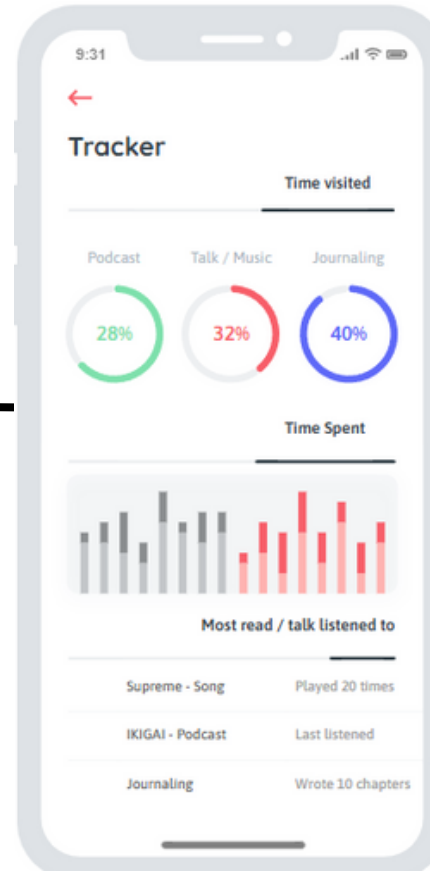 9:31
Tracker
Time visited
Podcast Talk / Music Journaling
28% 32% 40%
Time Spent
Most read / talk listened to
Supreme - Song Played 20 times
IKIGAI - Podcast Last listened
Journaling Wrote 10 chapters